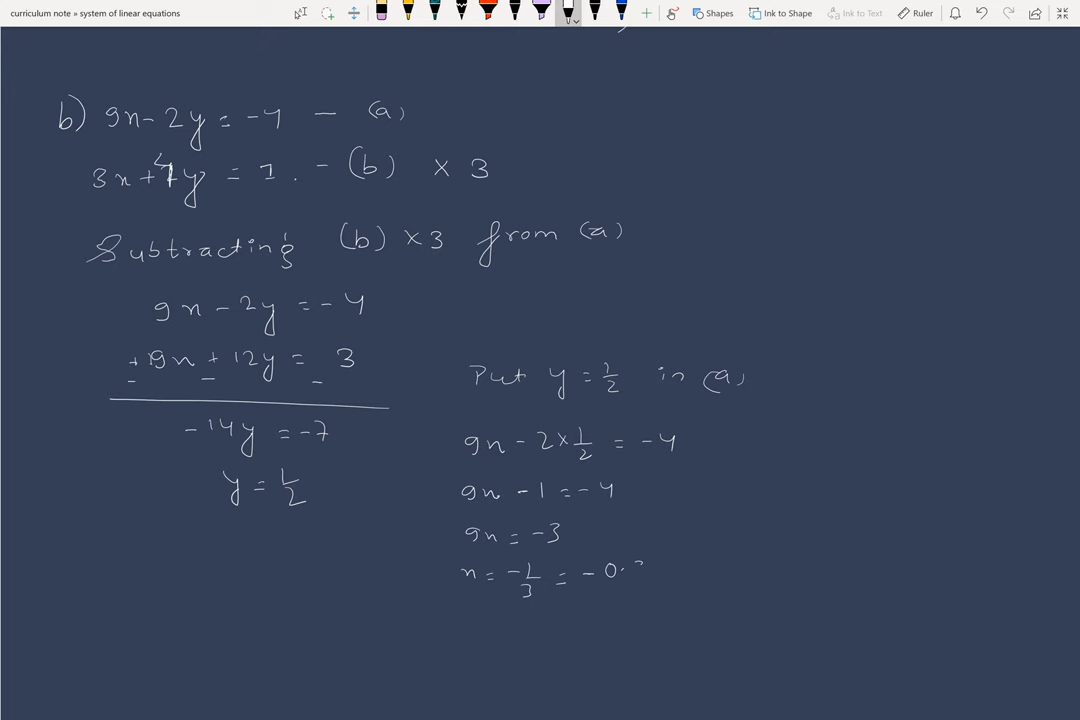 curriculum note » system of linear equations
Shapes
Ink to Shape
Ink to Text
Ruler
b) 9x - 2y = -4 — (a)
3x + 4y = 1. - (b) × 3
Subtracting (b) × 3 from (a)
9x - 2y = -4
+ 9x + 12y = 3
- - -
-14y = -7
y = 1/2
Put y = 1/2 in (a)
9x - 2 × 1/2 = -4
9x - 1 = -4
9x = -3
x = -1/3 = -0.